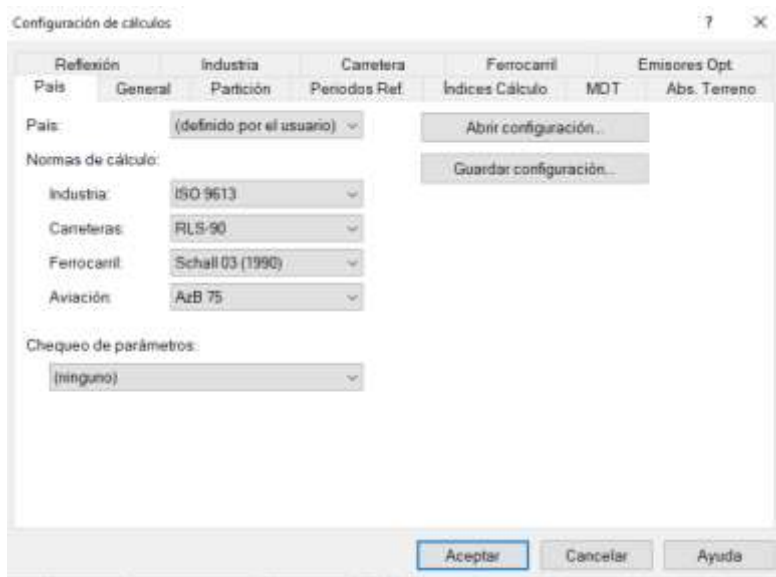 Configuración de cálculos
Reflexión Industria Carretera Ferrocarril Emisores Opt.
País General Partición Periodos Ref. Índices Cálculo MDT Abs. Terreno
País: (definido por el usuario) Abrir configuración...
Normas de cálculo: Guardar configuración...
Industria: ISO 9613
Carreteras: RLS-90
Ferrocarril: Schall 03 (1990)
Aviación: AzB 75
Chequeo de parámetros:
(ninguno)
Aceptar Cancelar Ayuda